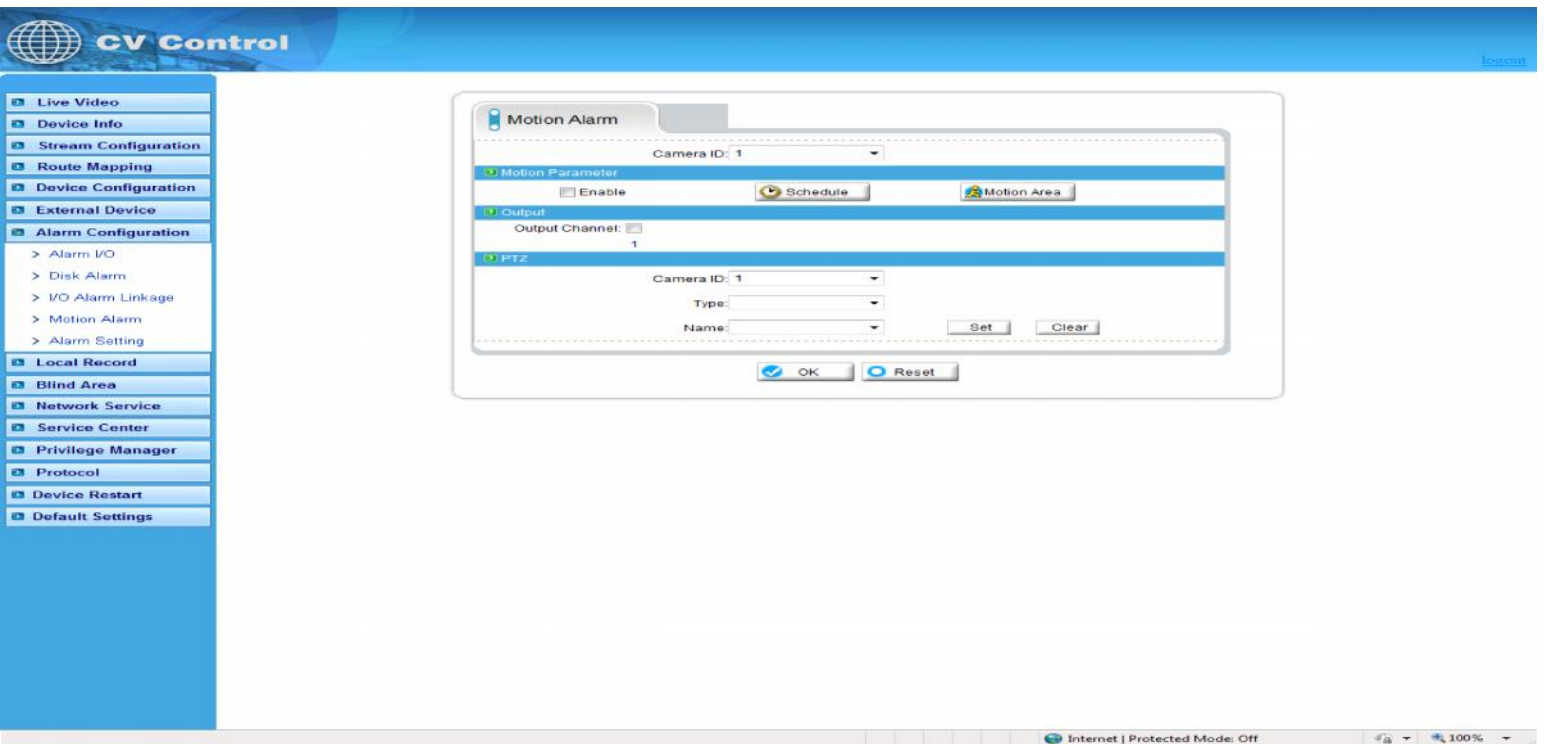 CV Control
logout
Live Video
Device Info
Stream Configuration
Route Mapping
Device Configuration
External Device
Alarm Configuration
> Alarm I/O
> Disk Alarm
> I/O Alarm Linkage
> Motion Alarm
> Alarm Setting
Local Record
Blind Area
Network Service
Service Center
Privilege Manager
Protocol
Device Restart
Default Settings
Motion Alarm
Camera ID: 1
Motion Parameter
Enable Schedule Motion Area
Output
Output Channel:
1
PTZ
Camera ID: 1
Type:
Name: Set Clear
OK Reset
Internet | Protected Mode: Off 100%